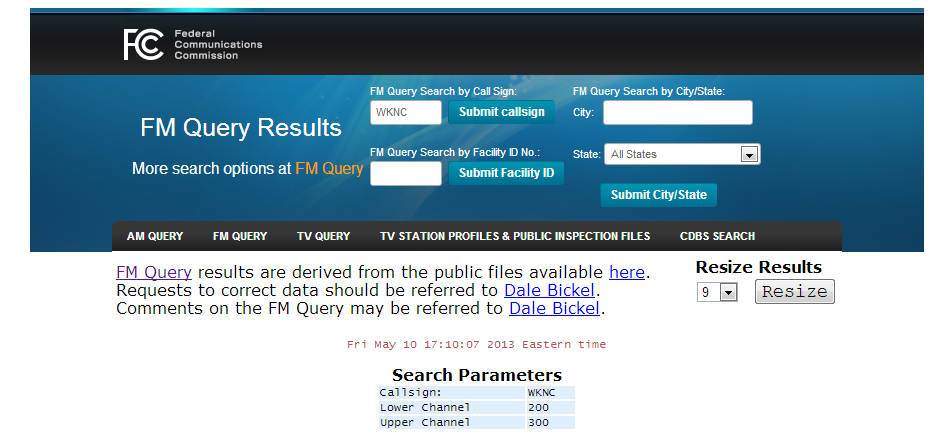 FCC
Federal
Communications
Commission
FM Query Results
More search options at FM Query
FM Query Search by Call Sign:
WKNC Submit callsign
FM Query Search by Facility ID No.:
Submit Facility ID
FM Query Search by City/State:
City:
State: All States
Submit City/State
AM QUERY FM QUERY TV QUERY TV STATION PROFILES & PUBLIC INSPECTION FILES CDBS SEARCH
FM Query results are derived from the public files available here.
Requests to correct data should be referred to Dale Bickel.
Comments on the FM Query may be referred to Dale Bickel.
Resize Results
9 Resize
Fri May 10 17:10:07 2013 Eastern time
Search Parameters
Callsign: WKNC
Lower Channel 200
Upper Channel 300